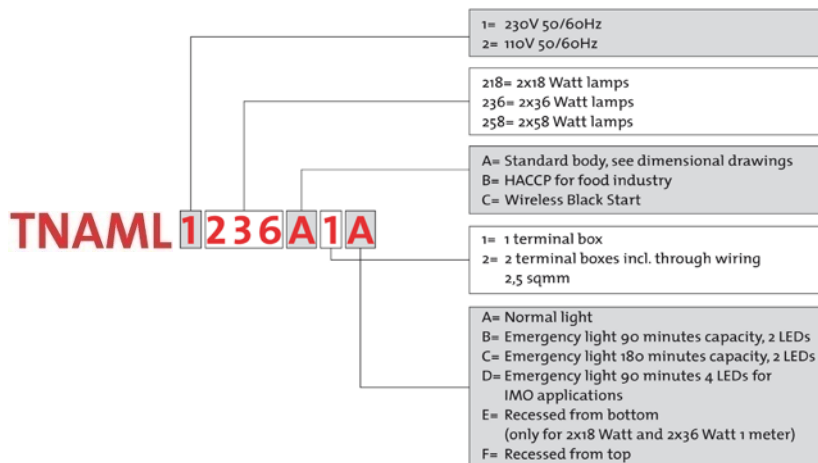 1= 230V 50/60Hz
2= 110V 50/60Hz
218= 2x18 Watt lamps
236= 2x36 Watt lamps
258= 2x58 Watt lamps
A= Standard body, see dimensional drawings
B= HACCP for food industry
C= Wireless Black Start
TNAML 1 236 A 1 A
1= 1 terminal box
2= 2 terminal boxes incl. through wiring
2,5 sqmm
A= Normal light
B= Emergency light 90 minutes capacity, 2 LEDs
C= Emergency light 180 minutes capacity, 2 LEDs
D= Emergency light 90 minutes 4 LEDs for
IMO applications
E= Recessed from bottom
(only for 2x18 Watt and 2x36 Watt 1 meter)
F= Recessed from top